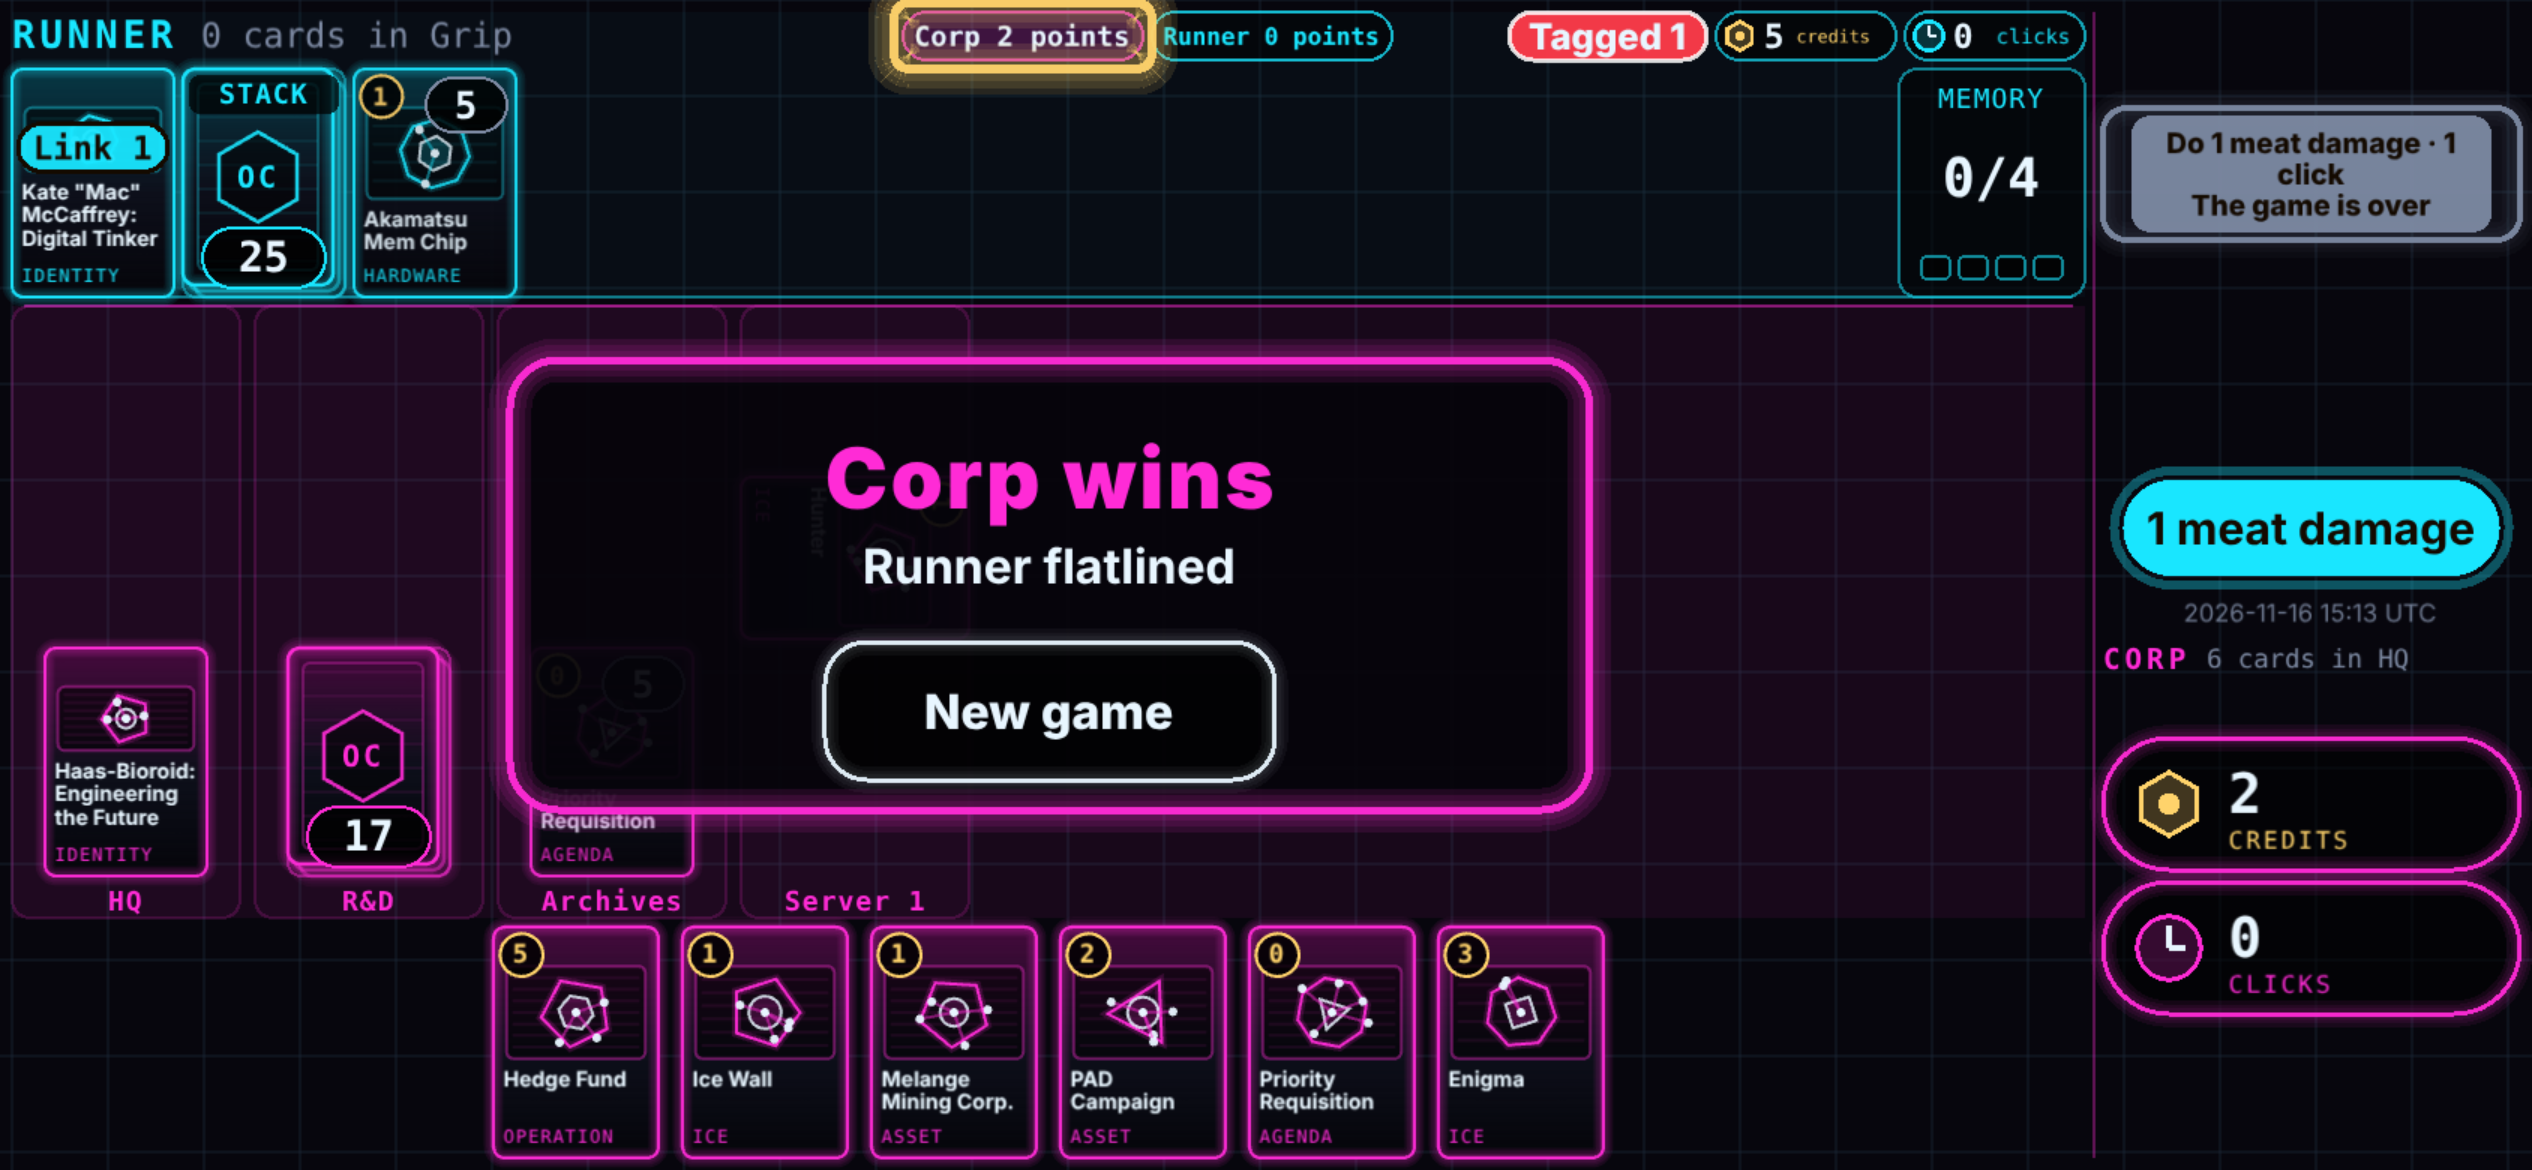 RUNNER 0 cards in Grip
Corp 2 points
Runner 0 points
Tagged 1
5 credits
0 clicks
Link 1
Kate "Mac"
McCaffrey:
Digital Tinker
IDENTITY
STACK
OC
25
1
5
Akamatsu
Mem Chip
HARDWARE
MEMORY
0/4
Do 1 meat damage · 1
click
The game is over
Corp wins
Runner flatlined
New game
ICE
Hunter
0
5
Priority
Requisition
AGENDA
1 meat damage
2026-11-16 15:13 UTC
CORP 6 cards in HQ
2
CREDITS
0
CLICKS
Haas-Bioroid:
Engineering
the Future
IDENTITY
HQ
OC
17
R&D
Archives
Server 1
5
Hedge Fund
OPERATION
1
Ice Wall
ICE
1
Melange
Mining Corp.
ASSET
2
PAD
Campaign
ASSET
0
Priority
Requisition
AGENDA
3
Enigma
ICE